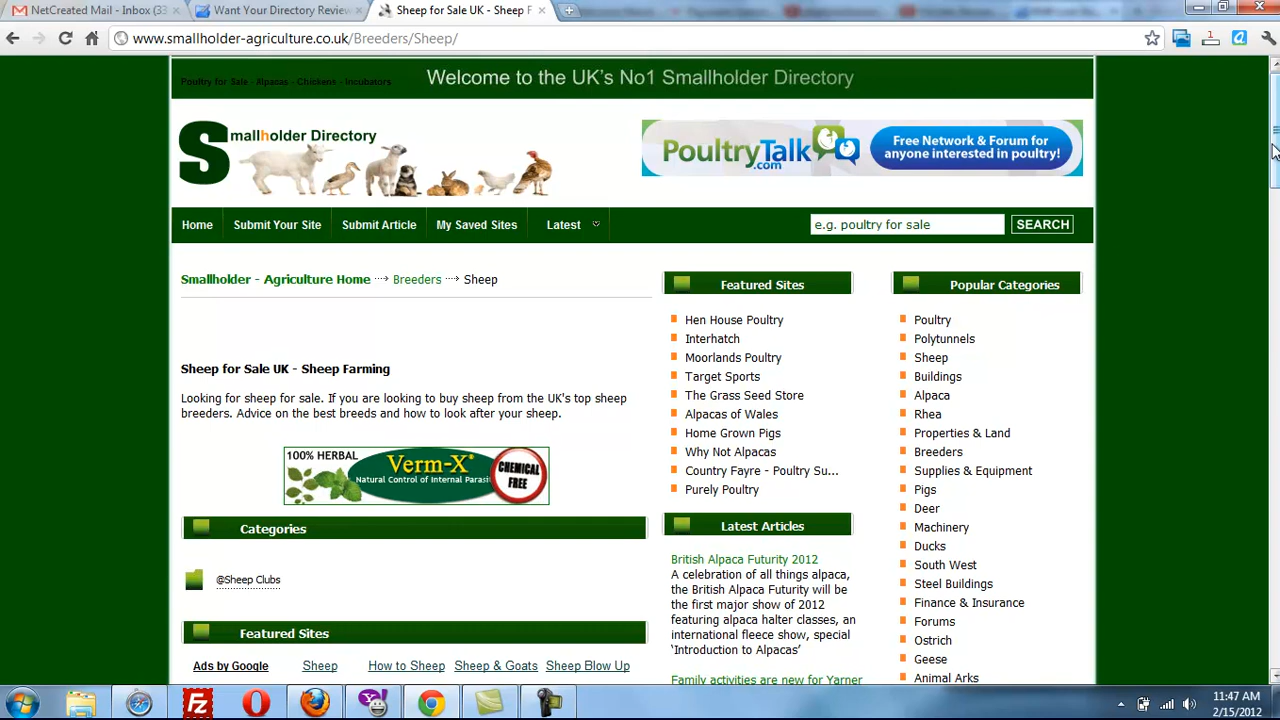 NetCreated Mail - Inbox (33
Want Your Directory Review
Sheep for Sale UK - Sheep F
www.smallholder-agriculture.co.uk/Breeders/Sheep/
Poultry for Sale - Alpacas - Chickens - Incubators
Welcome to the UK's No1 Smallholder Directory
Smallholder Directory
PoultryTalk.com
Free Network & Forum for
anyone interested in poultry!
Home
Submit Your Site
Submit Article
My Saved Sites
Latest
e.g. poultry for sale
SEARCH
Smallholder - Agriculture Home
Breeders
Sheep
Sheep for Sale UK - Sheep Farming
Looking for sheep for sale. If you are looking to buy sheep from the UK's top sheep
breeders. Advice on the best breeds and how to look after your sheep.
100% HERBAL
Verm-X
Natural Control of Internal Parasi
CHEMICAL
FREE
Categories
@Sheep Clubs
Featured Sites
Ads by Google
Sheep
How to Sheep
Sheep & Goats
Sheep Blow Up
Featured Sites
Hen House Poultry
Interhatch
Moorlands Poultry
Target Sports
The Grass Seed Store
Alpacas of Wales
Home Grown Pigs
Why Not Alpacas
Country Fayre - Poultry Su...
Purely Poultry
Latest Articles
British Alpaca Futurity 2012
A celebration of all things alpaca,
the British Alpaca Futurity will be
the first major show of 2012
featuring alpaca halter classes, an
international fleece show, special
'Introduction to Alpacas'
Family activities are new for Yarner
Popular Categories
Poultry
Polytunnels
Sheep
Buildings
Alpaca
Rhea
Properties & Land
Breeders
Supplies & Equipment
Pigs
Deer
Machinery
Ducks
South West
Steel Buildings
Finance & Insurance
Forums
Ostrich
Geese
Animal Arks
11:47 AM
2/15/2012